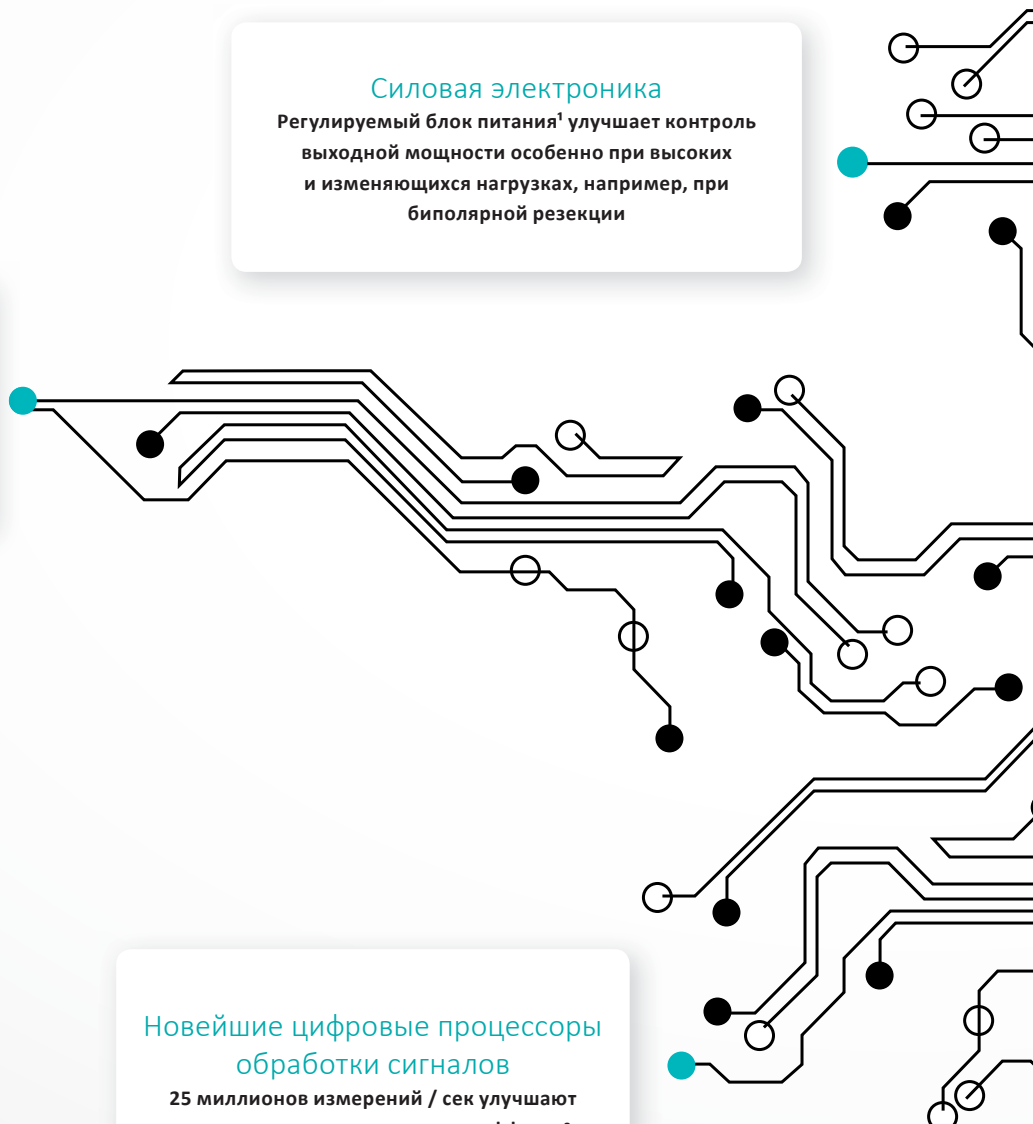 Силовая электроника
Регулируемый блок питания¹ улучшает контроль
выходной мощности особенно при высоких
и изменяющихся нагрузках, например, при
биполярной резекции
Новейшие цифровые процессоры
обработки сигналов
25 миллионов измерений / сек улучшают